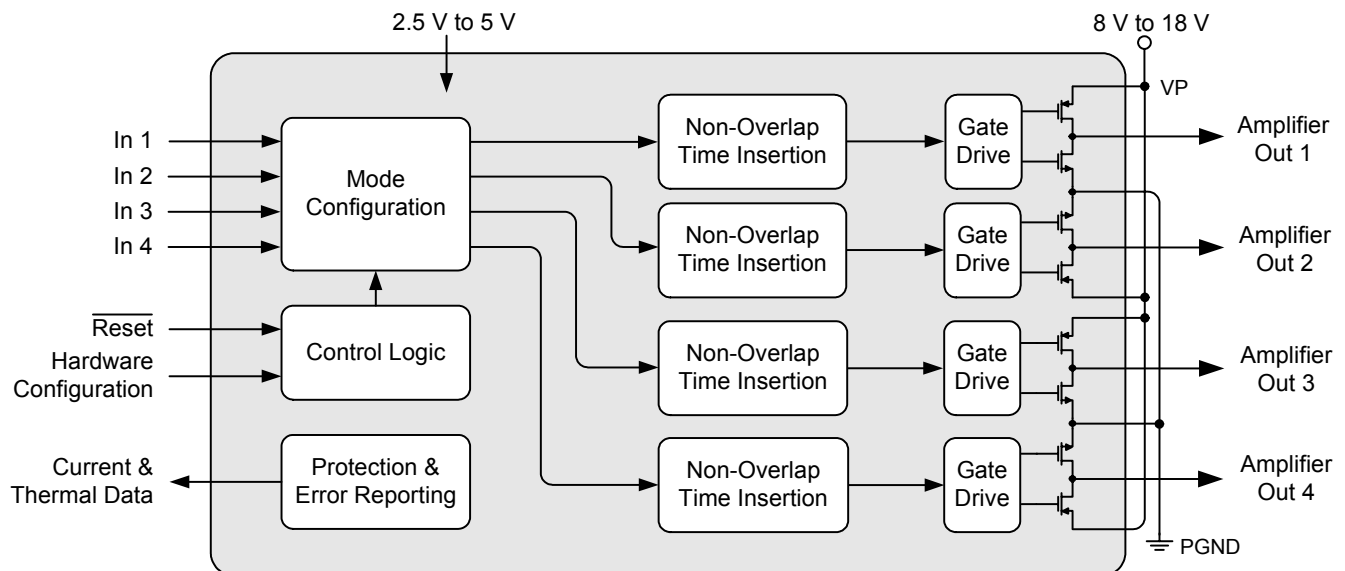 2.5 V to 5 V
8 V to 18 V
VP
In 1
In 2
In 3
In 4
Mode
Configuration
Non-Overlap
Time Insertion
Gate
Drive
Amplifier
Out 1
Non-Overlap
Time Insertion
Gate
Drive
Amplifier
Out 2
Reset
Hardware
Configuration
Control Logic
Non-Overlap
Time Insertion
Gate
Drive
Amplifier
Out 3
Current &
Thermal Data
Protection &
Error Reporting
Non-Overlap
Time Insertion
Gate
Drive
Amplifier
Out 4
PGND